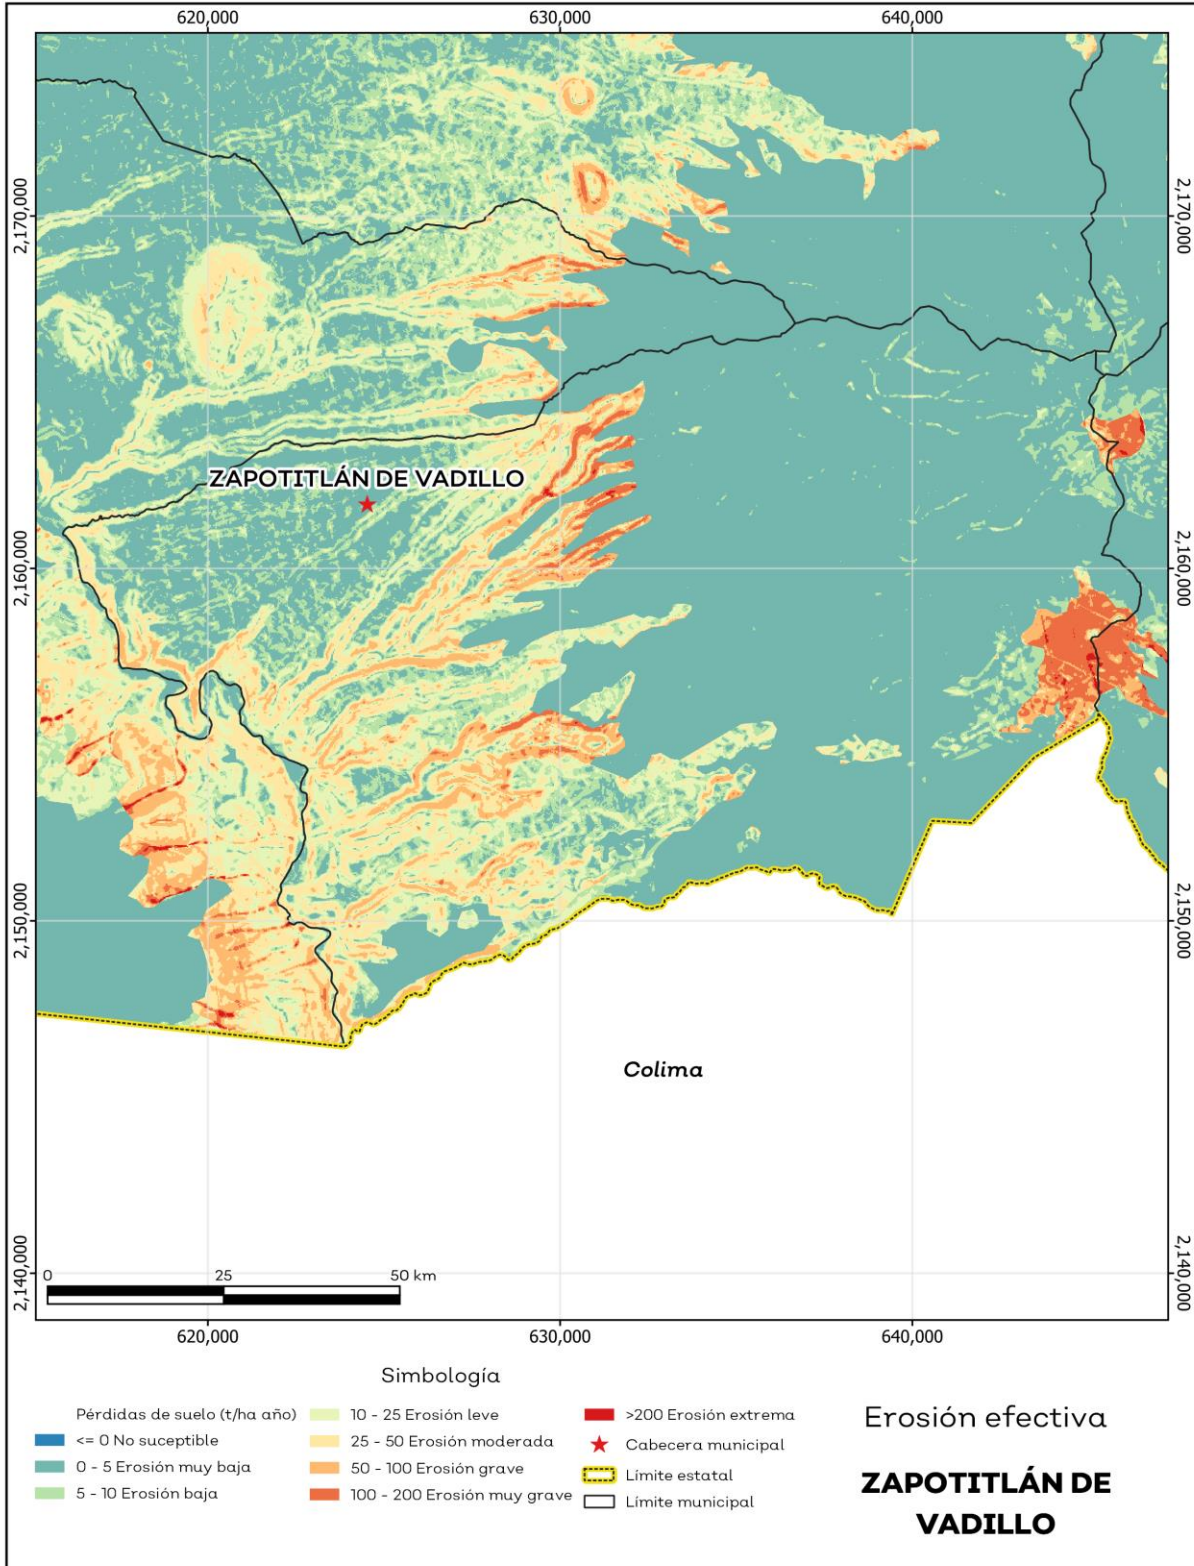 620,000
630,000
640,000
2,170,000
2,170,000
ZAPOTITLÁN DE VADILLO
2,160,000
2,160,000
2,150,000
2,150,000
Colima
2,140,000
2,140,000
0
25
50 km
620,000
630,000
640,000
Simbología
Pérdidas de suelo (t/ha año)
<= 0 No suceptible
0 - 5 Erosión muy baja
5 - 10 Erosión baja
10 - 25 Erosión leve
25 - 50 Erosión moderada
50 - 100 Erosión grave
100 - 200 Erosión muy grave
>200 Erosión extrema
Cabecera municipal
Límite estatal
Límite municipal
Erosión efectiva
ZAPOTITLÁN DE
VADILLO